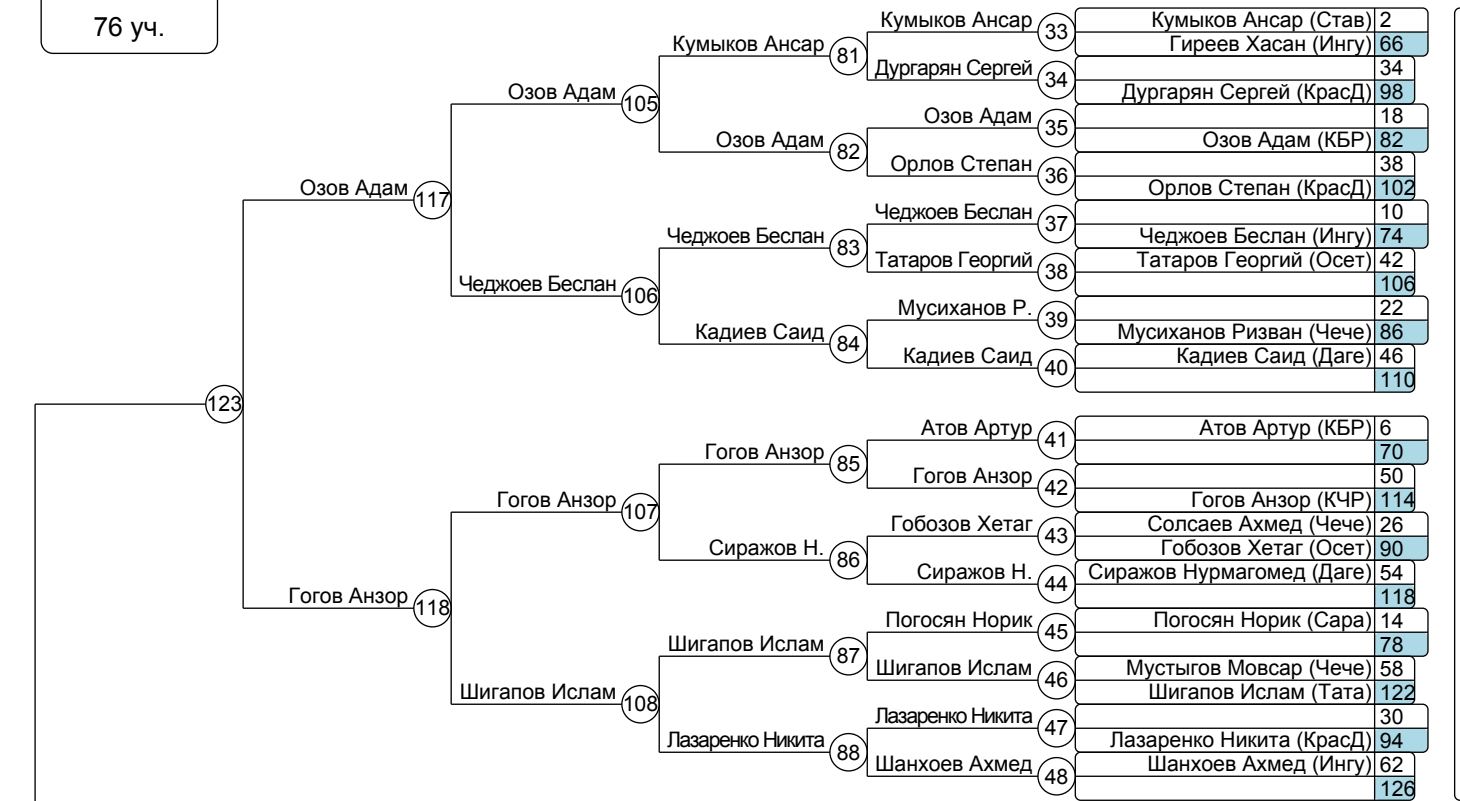 76 уч.
Кумыков Ансар 33 Кумыков Ансар (Став) 2
Гиреев Хасан (Ингу) 66
Кумыков Ансар 81
Дургарян Сергей 34 34
Дургарян Сергей (КрасД) 98
Озов Адам 105
Озов Адам 35 18
Озов Адам (КБР) 82
Озов Адам 82
Орлов Степан 36 38
Орлов Степан (КрасД) 102
Озов Адам 117
Чеджоев Беслан 37 10
Чеджоев Беслан (Ингу) 74
Чеджоев Беслан 83
Татаров Георгий 38 Татаров Георгий (Осет) 42
106
Чеджоев Беслан 106
Мусиханов Р. 39 22
Мусиханов Ризван (Чече) 86
Кадиев Саид 84
Кадиев Саид 40 Кадиев Саид (Даге) 46
110
123
Атов Артур 41 Атов Артур (КБР) 6
70
Гогов Анзор 85
Гогов Анзор 42 50
Гогов Анзор (КЧР) 114
Гогов Анзор 107
Гобозов Хетаг 43 Солсаев Ахмед (Чече) 26
Гобозов Хетаг (Осет) 90
Сиражов Н. 86
Сиражов Н. 44 Сиражов Нурмагомед (Даге) 54
118
Гогов Анзор 118
Погосян Норик 45 Погосян Норик (Сара) 14
78
Шигапов Ислам 87
Шигапов Ислам 46 Мустыгов Мовсар (Чече) 58
Шигапов Ислам (Тата) 122
Шигапов Ислам 108
Лазаренко Никита 47 30
Лазаренко Никита (КрасД) 94
Лазаренко Никита 88
Шанхоев Ахмед 48 Шанхоев Ахмед (Ингу) 62
126